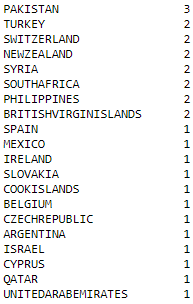 PAKISTAN 3
TURKEY 2
SWITZERLAND 2
NEWZEALAND 2
SYRIA 2
SOUTHAFRICA 2
PHILIPPINES 2
BRITISHVIRGINISLANDS 2
SPAIN 1
MEXICO 1
IRELAND 1
SLOVAKIA 1
COOKISLANDS 1
BELGIUM 1
CZECHREPUBLIC 1
ARGENTINA 1
ISRAEL 1
CYPRUS 1
QATAR 1
UNITEDARABEMIRATES 1